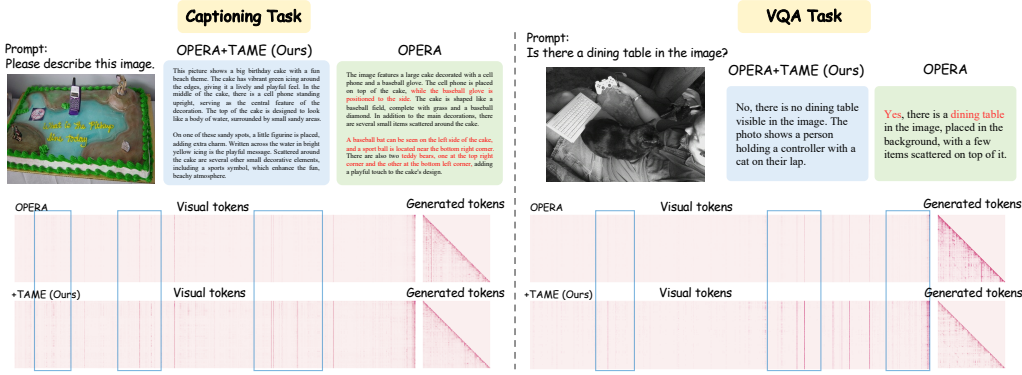 Captioning Task
Prompt:
Please describe this image.
OPERA+TAME (Ours)
This picture shows a big birthday cake with a fun
beach theme. The cake has vibrant green icing around
the edges, giving it a lively and playful feel. In the
middle of the cake, there is a cell phone standing
upright, serving as the central feature of the
decoration. The top of the cake is designed to look
like a body of water, surrounded by small sandy areas.
On one of these sandy spots, a little figurine is placed,
adding extra charm. Written across the water in bright
yellow icing is the playful message. Scattered around
the cake are several other small decorative elements,
including a sports symbol, which enhance the fun,
beachy atmosphere.
OPERA
The image features a large cake decorated with a cell
phone and a baseball glove. The cell phone is placed
on top of the cake, while the baseball glove is
positioned to the side. The cake is shaped like a
baseball field, complete with grass and a baseball
diamond. In addition to the main decorations, there
are several small items scattered around the cake.
A baseball bat can be seen on the left side of the cake,
and a sport ball is located near the bottom right corner.
There are also two teddy bears, one at the top right
corner and the other at the bottom left corner, adding
a playful touch to the cake's design.
OPERA
Visual tokens
Generated tokens
+TAME (Ours)
Visual tokens
Generated tokens
VQA Task
Prompt:
Is there a dining table in the image?
OPERA+TAME (Ours)
No, there is no dining table
visible in the image. The
photo shows a person
holding a controller with a
cat on their lap.
OPERA
Yes, there is a dining table
in the image, placed in the
background, with a few
items scattered on top of it.
OPERA
Visual tokens
Generated tokens
+TAME (Ours)
Visual tokens
Generated tokens